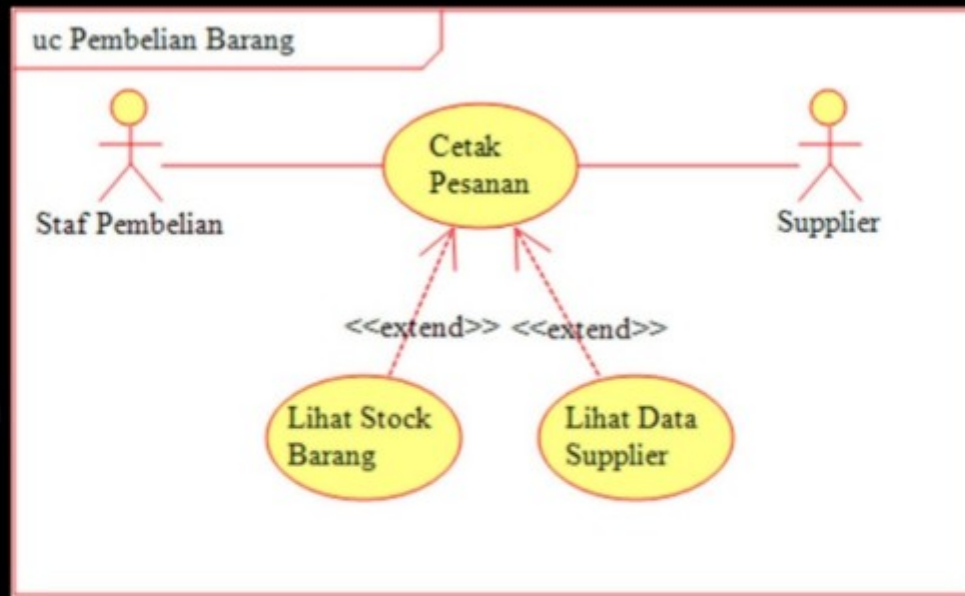 uc Pembelian Barang
Cetak
Pesanan
Staf Pembelian
Supplier
<<extend>> <<extend>>
Lihat Stock
Barang
Lihat Data
Supplier